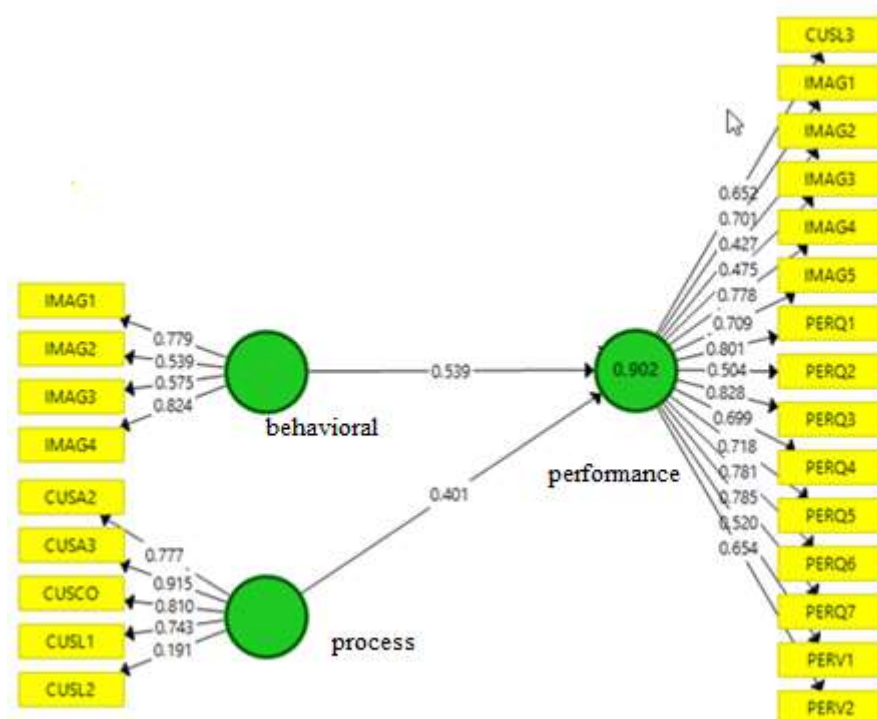 CUSL3
IMAG1
IMAG2
IMAG3
IMAG4
IMAG5
PERQ1
PERQ2
PERQ3
PERQ4
PERQ5
PERQ6
PERQ7
PERV1
PERV2
0.652
0.701
0.427
0.475
0.778
0.709
0.801
0.504
0.828
0.699
0.718
0.781
0.785
0.520
0.654
IMAG1
IMAG2
IMAG3
IMAG4
0.779
0.539
0.575
0.824
behavioral
0.539
0.902
performance
0.401
CUSA2
CUSA3
CUSCO
CUSL1
CUSL2
0.777
0.915
0.810
0.743
0.191
process